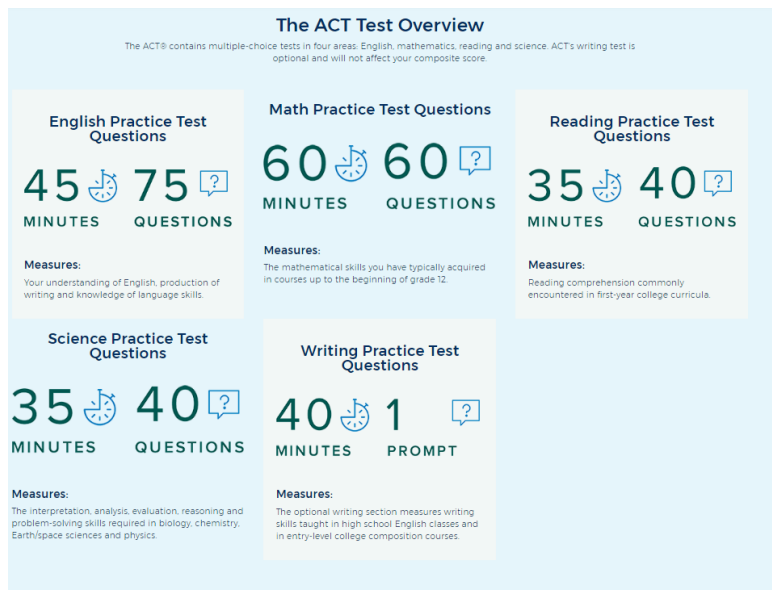 The ACT Test Overview
The ACT® contains multiple-choice tests in four areas: English, mathematics, reading and science. ACT's writing test is
optional and will not affect your composite score.
English Practice Test
Questions
45
75
?
MINUTES
QUESTIONS
Measures:
Your understanding of English, production of
writing and knowledge of language skills.
Math Practice Test Questions
60
60
?
MINUTES
QUESTIONS
Measures:
The mathematical skills you have typically acquired
in courses up to the beginning of grade 12.
Reading Practice Test
Questions
35
40
?
MINUTES
QUESTIONS
Measures:
Reading comprehension commonly
encountered in first-year college curricula.
Science Practice Test
Questions
35
40
?
MINUTES
QUESTIONS
Measures:
The interpretation, analysis, evaluation, reasoning and
problem-solving skills required in biology, chemistry,
Earth/space sciences and physics.
Writing Practice Test
Questions
40
1
?
MINUTES
PROMPT
Measures:
The optional writing section measures writing
skills taught in high school English classes and
in entry-level college composition courses.